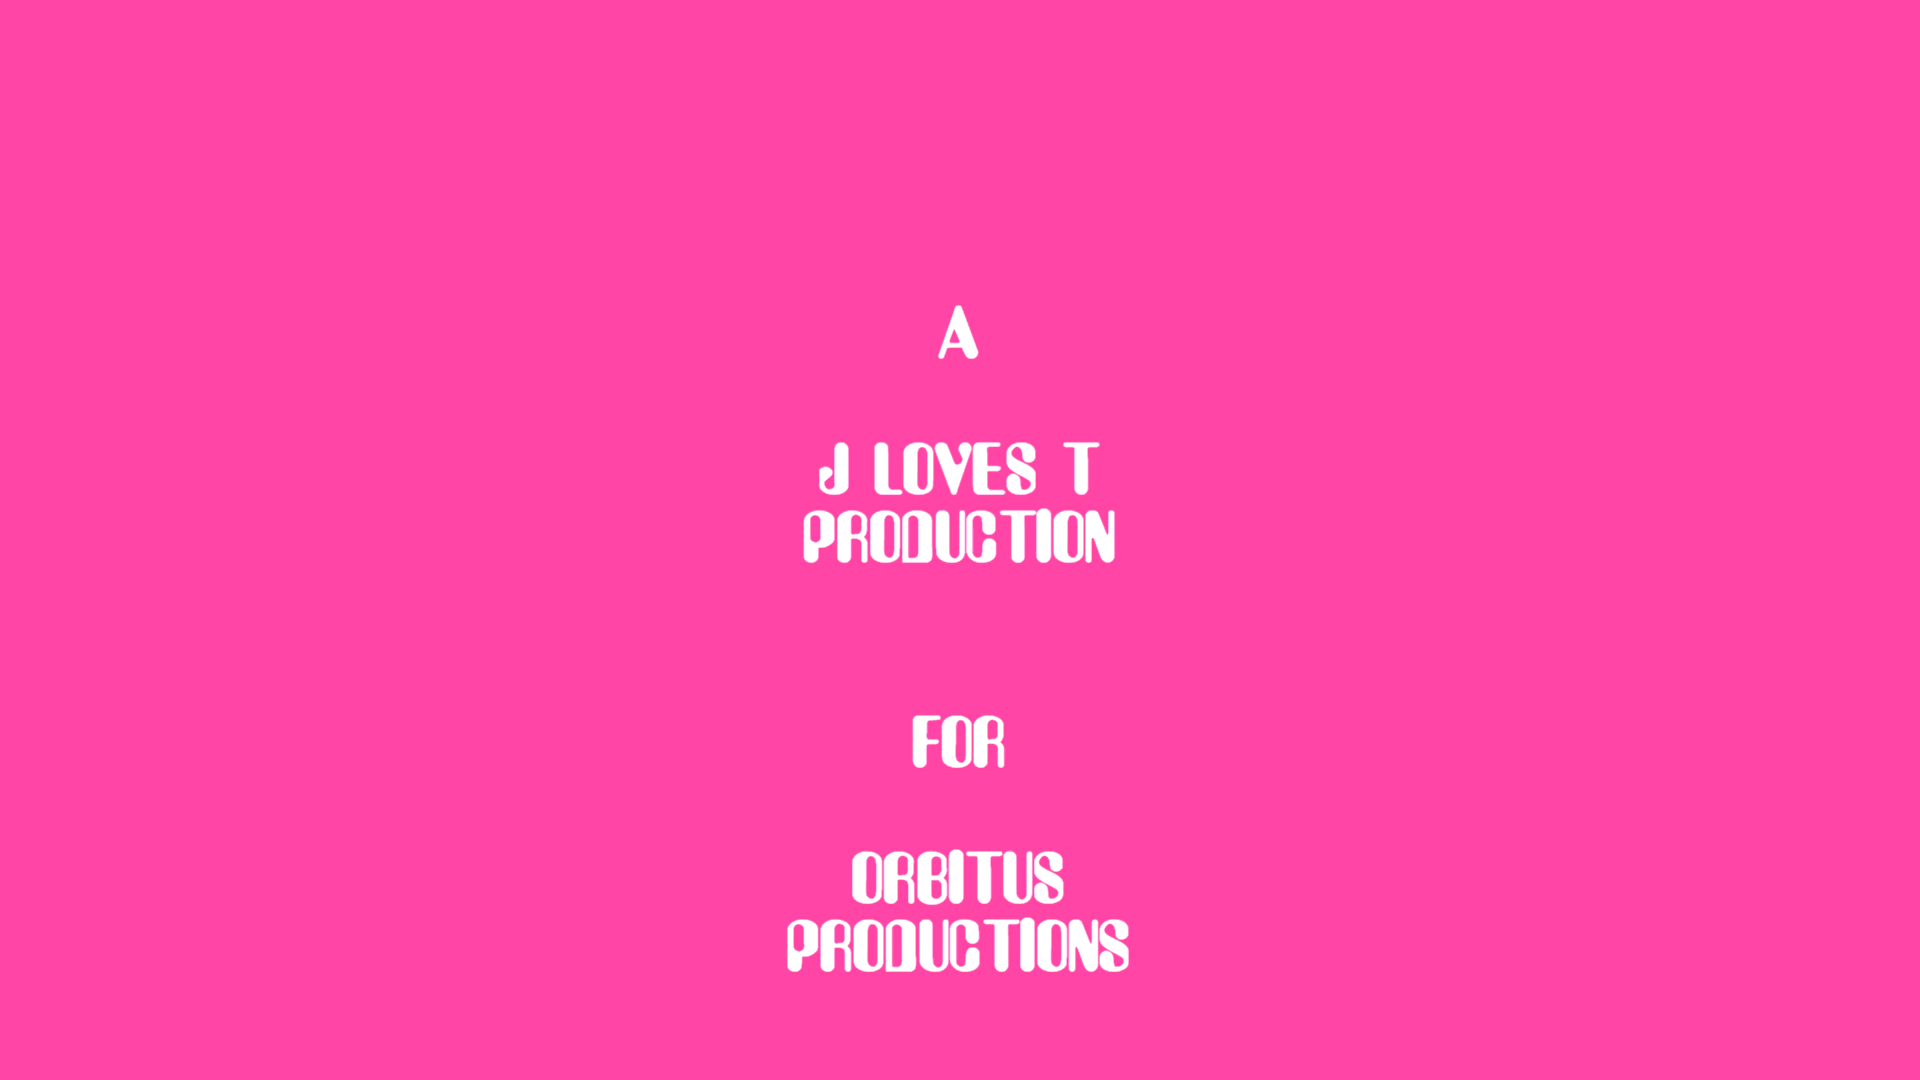 A
J LOVES T
PRODUCTION
FOR
ORBITUS
PRODUCTIONS